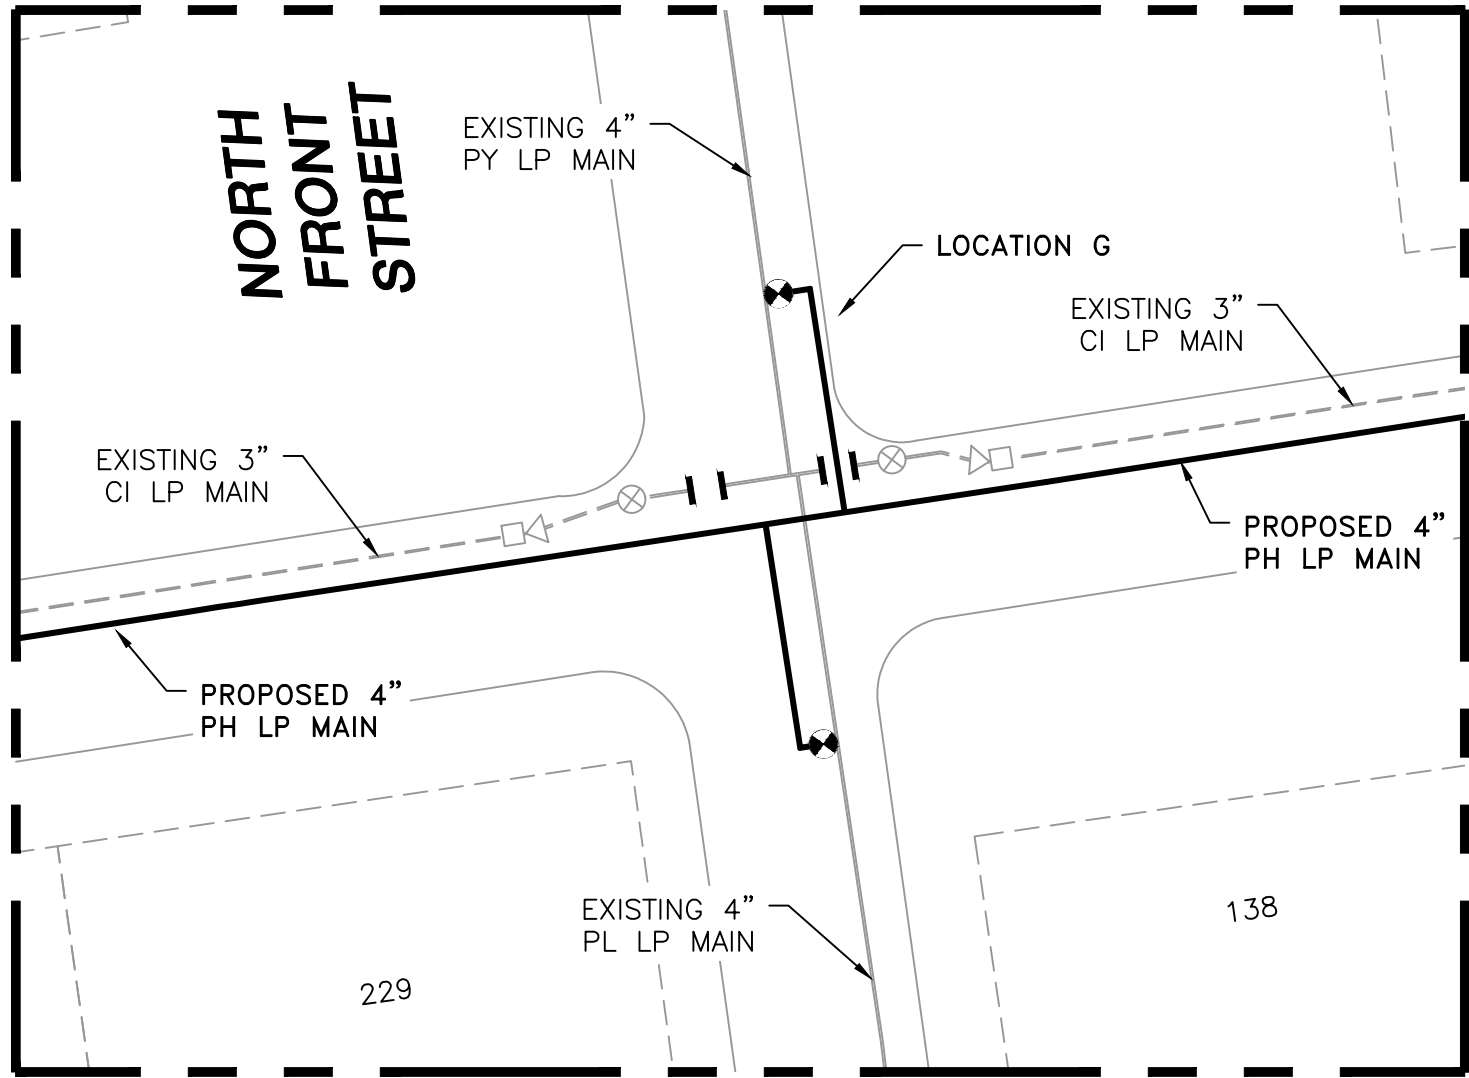 NORTH
FRONT
STREET
EXISTING 4”
PY LP MAIN
LOCATION G
EXISTING 3”
CI LP MAIN
EXISTING 3”
CI LP MAIN
PROPOSED 4”
PH LP MAIN
PROPOSED 4”
PH LP MAIN
EXISTING 4”
PL LP MAIN
138
229